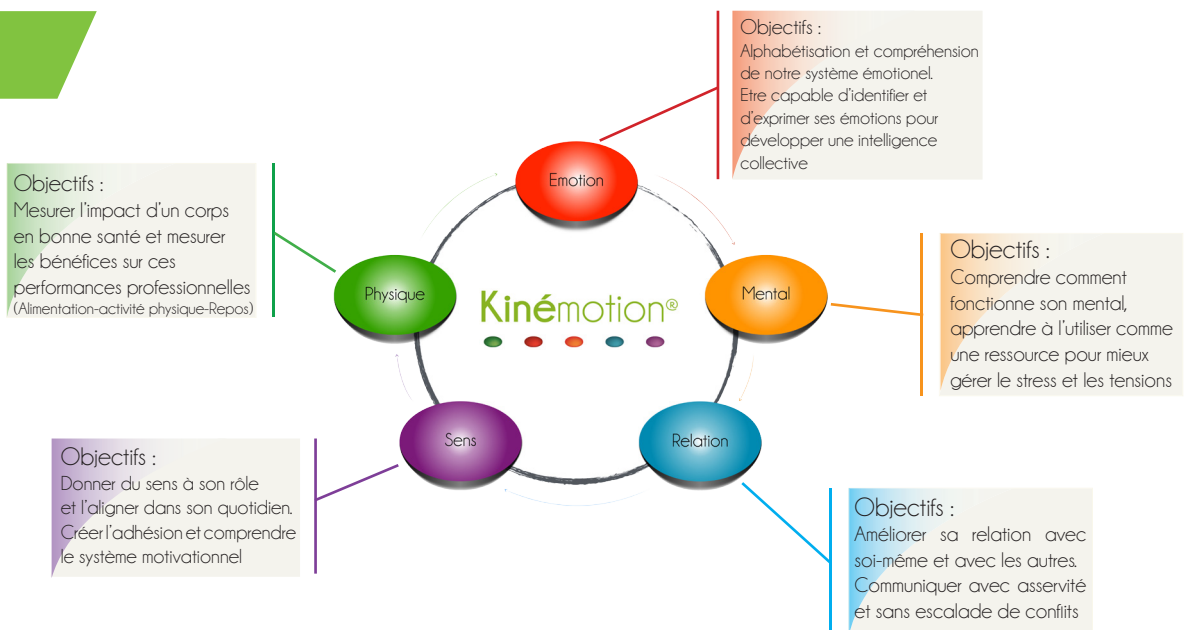 Objectifs :
Alphabétisation et compréhension
de notre système émotionel.
Etre capable d'identifier et
d'exprimer ses émotions pour
développer une intelligence
collective
Emotion
Objectifs :
Mesurer l'impact d'un corps
en bonne santé et mesurer
les bénéfices sur ces
performances professionnelles
(Alimentation-activité physique-Repos)
Physique
Kinémotion®
Mental
Objectifs :
Comprendre comment
fonctionne son mental,
apprendre à l'utiliser comme
une ressource pour mieux
gérer le stress et les tensions
Sens
Relation
Objectifs :
Donner du sens à son rôle
et l'aligner dans son quotidien.
Créer l'adhésion et comprendre
le système motivationnel
Objectifs :
Améliorer sa relation avec
soi-même et avec les autres.
Communiquer avec asservité
et sans escalade de conflits